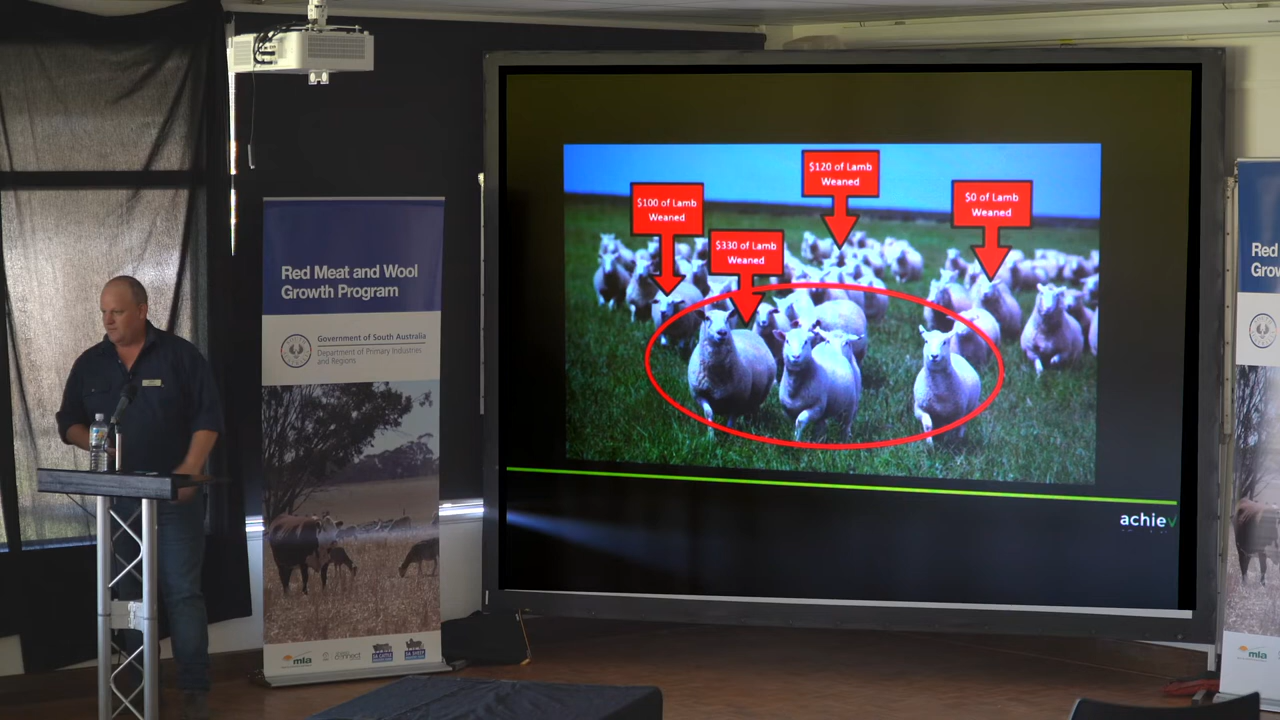 Red Meat and Wool
Growth Program
Government of South Australia
Department of Primary Industries
and Regions
mla
$100 of Lamb
Weaned
$330 of Lamb
Weaned
$120 of Lamb
Weaned
$0 of Lamb
Weaned
achiev
Red
Grow
mla